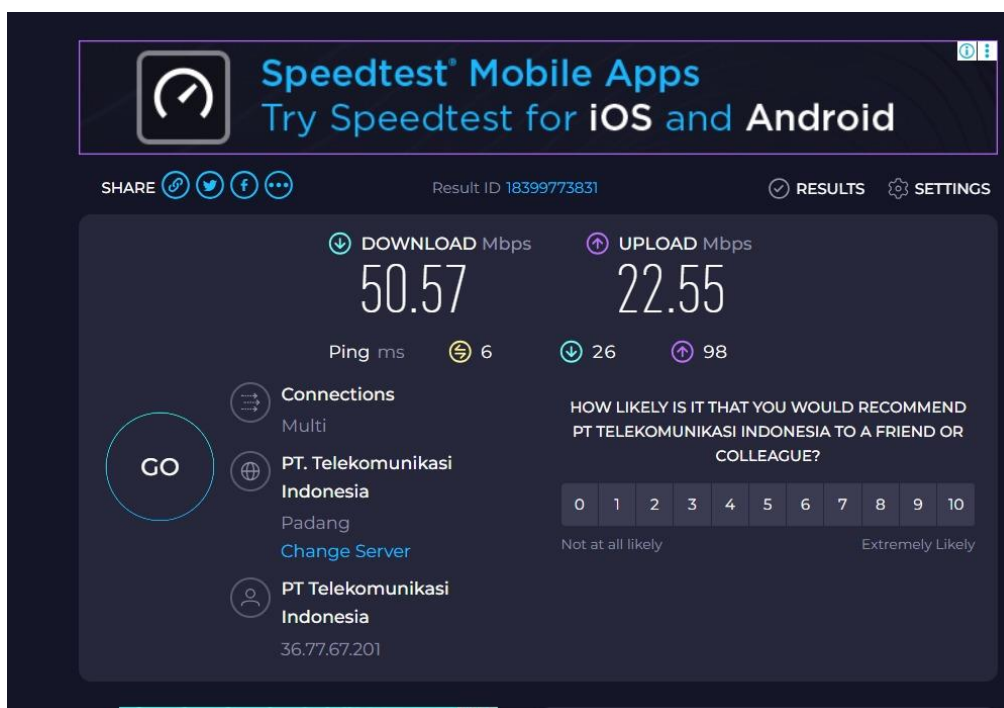 Speedtest® Mobile Apps
Try Speedtest for iOS and Android
SHARE
Result ID 18399773831
RESULTS
SETTINGS
DOWNLOAD Mbps
50.57
UPLOAD Mbps
22.55
Ping ms 6 26 98
GO
Connections
Multi
PT. Telekomunikasi
Indonesia
Padang
Change Server
PT Telekomunikasi
Indonesia
36.77.67.201
HOW LIKELY IS IT THAT YOU WOULD RECOMMEND
PT TELEKOMUNIKASI INDONESIA TO A FRIEND OR
COLLEAGUE?
0 1 2 3 4 5 6 7 8 9 10
Not at all likely
Extremely Likely